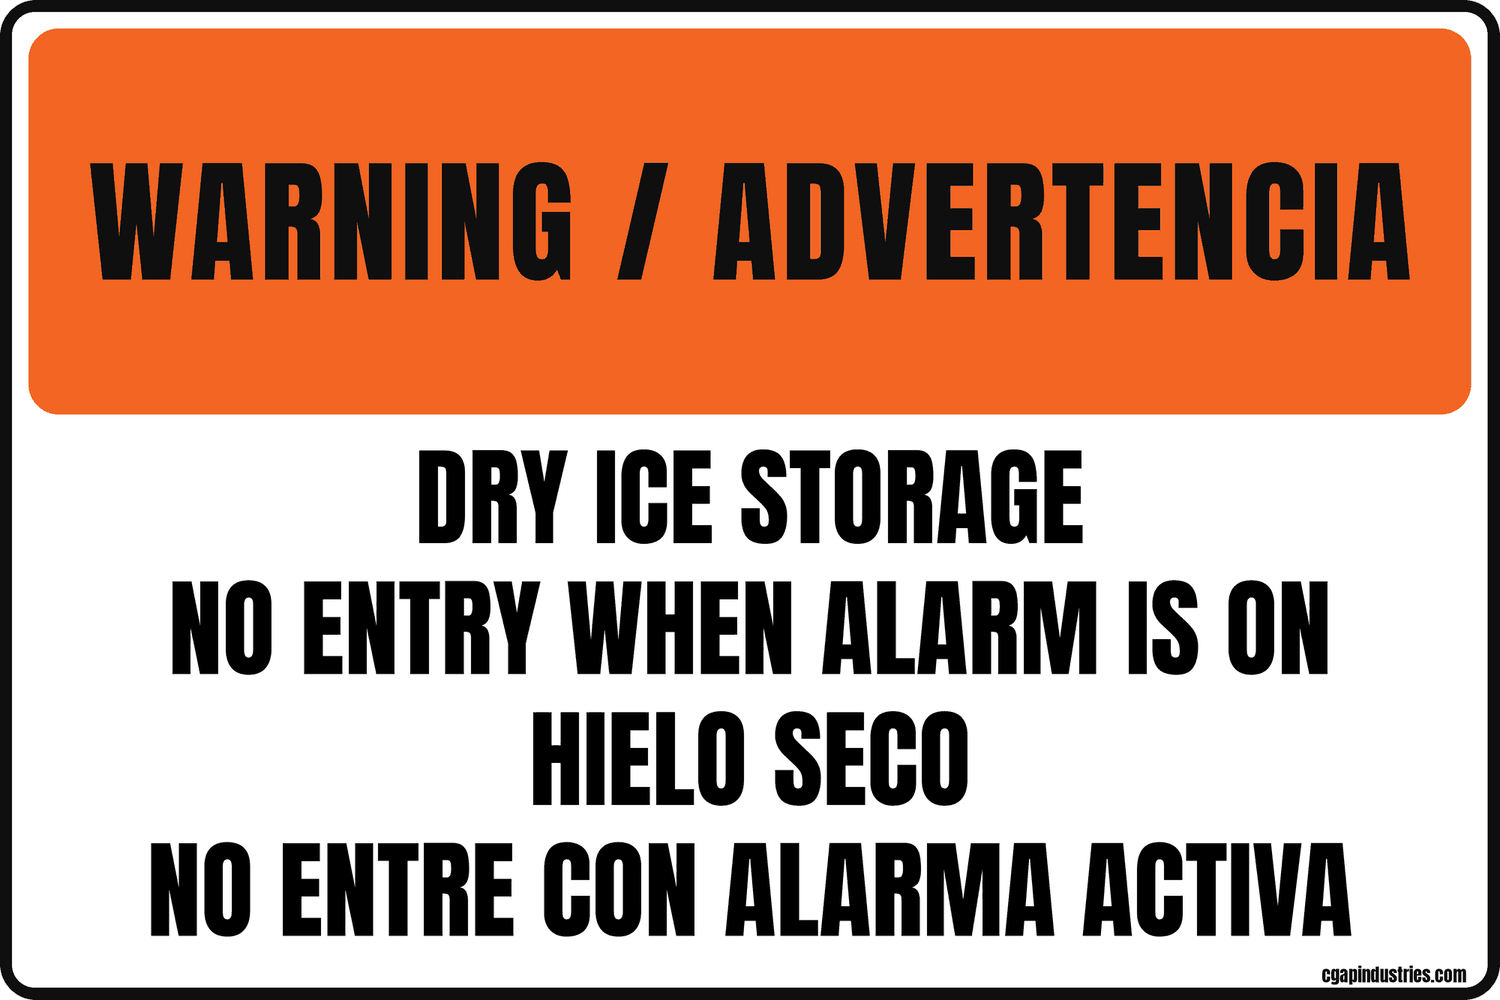 WARNING / ADVERTENCIA
DRY ICE STORAGE
NO ENTRY WHEN ALARM IS ON
HIELO SECO
NO ENTRE CON ALARMA ACTIVA
cgapindustries.com